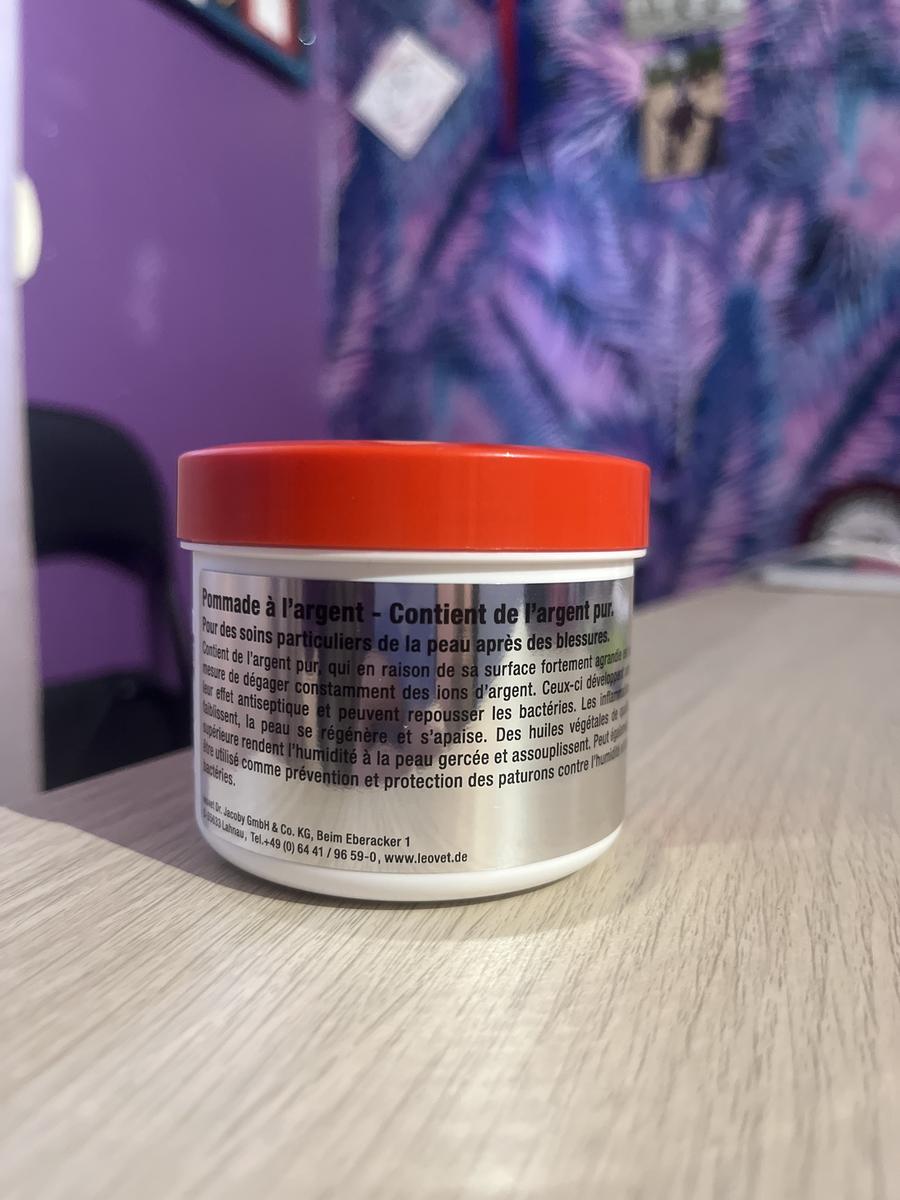 Pommade à l'argent - Contient de l'argent pur.
Pour des soins particuliers de la peau après des blessures.
Contient de l'argent pur, qui en raison de sa surface fortement agrandie
mesure de dégager constamment des ions d'argent. Ceux-ci développent
leur effet antiseptique et peuvent repousser les bactéries. Les
faiblissent, la peau se régénère et s'apaise. Des huiles végétales de
supérieure rendent l'humidité à la peau gercée et assouplissent. Peut
être utilisé comme prévention et protection des paturons contre
bactéries.
leovet Dr. Jacoby GmbH & Co. KG, Beim Eberacker 1
Lahnau, Tel.+49 (0) 64 41 / 96 59-0, www.leovet.de